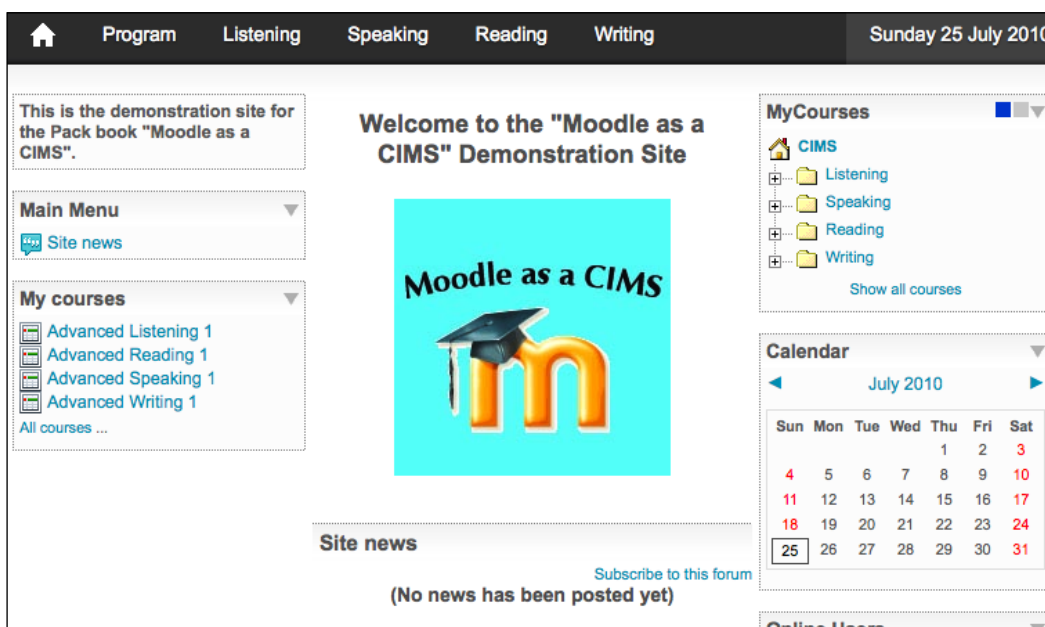 Program Listening Speaking Reading Writing Sunday 25 July 2010
This is the demonstration site for
the Pack book "Moodle as a
CIMS".
Main Menu
Site news
My courses
Advanced Listening 1
Advanced Reading 1
Advanced Speaking 1
Advanced Writing 1
All courses ...
Welcome to the "Moodle as a
CIMS" Demonstration Site
Moodle as a CIMS
m
Site news
Subscribe to this forum
(No news has been posted yet)
MyCourses
CIMS
Listening
Speaking
Reading
Writing
Show all courses
Calendar
July 2010
Sun Mon Tue Wed Thu Fri Sat
1 2 3
4 5 6 7 8 9 10
11 12 13 14 15 16 17
18 19 20 21 22 23 24
25 26 27 28 29 30 31
Online Users